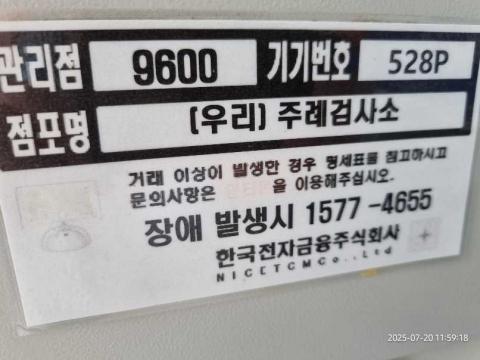 관리점 9600 기기번호 528P
점포명 (우리) 주례검사소
거래 이상이 발생한 경우 명세표를 참고하시고
문의사항은 을 이용해주십시오.
장애 발생시 1577-4655
한국전자금융주식회사
NICETCMCo.,Ltd
2025-07-20 11:59:18